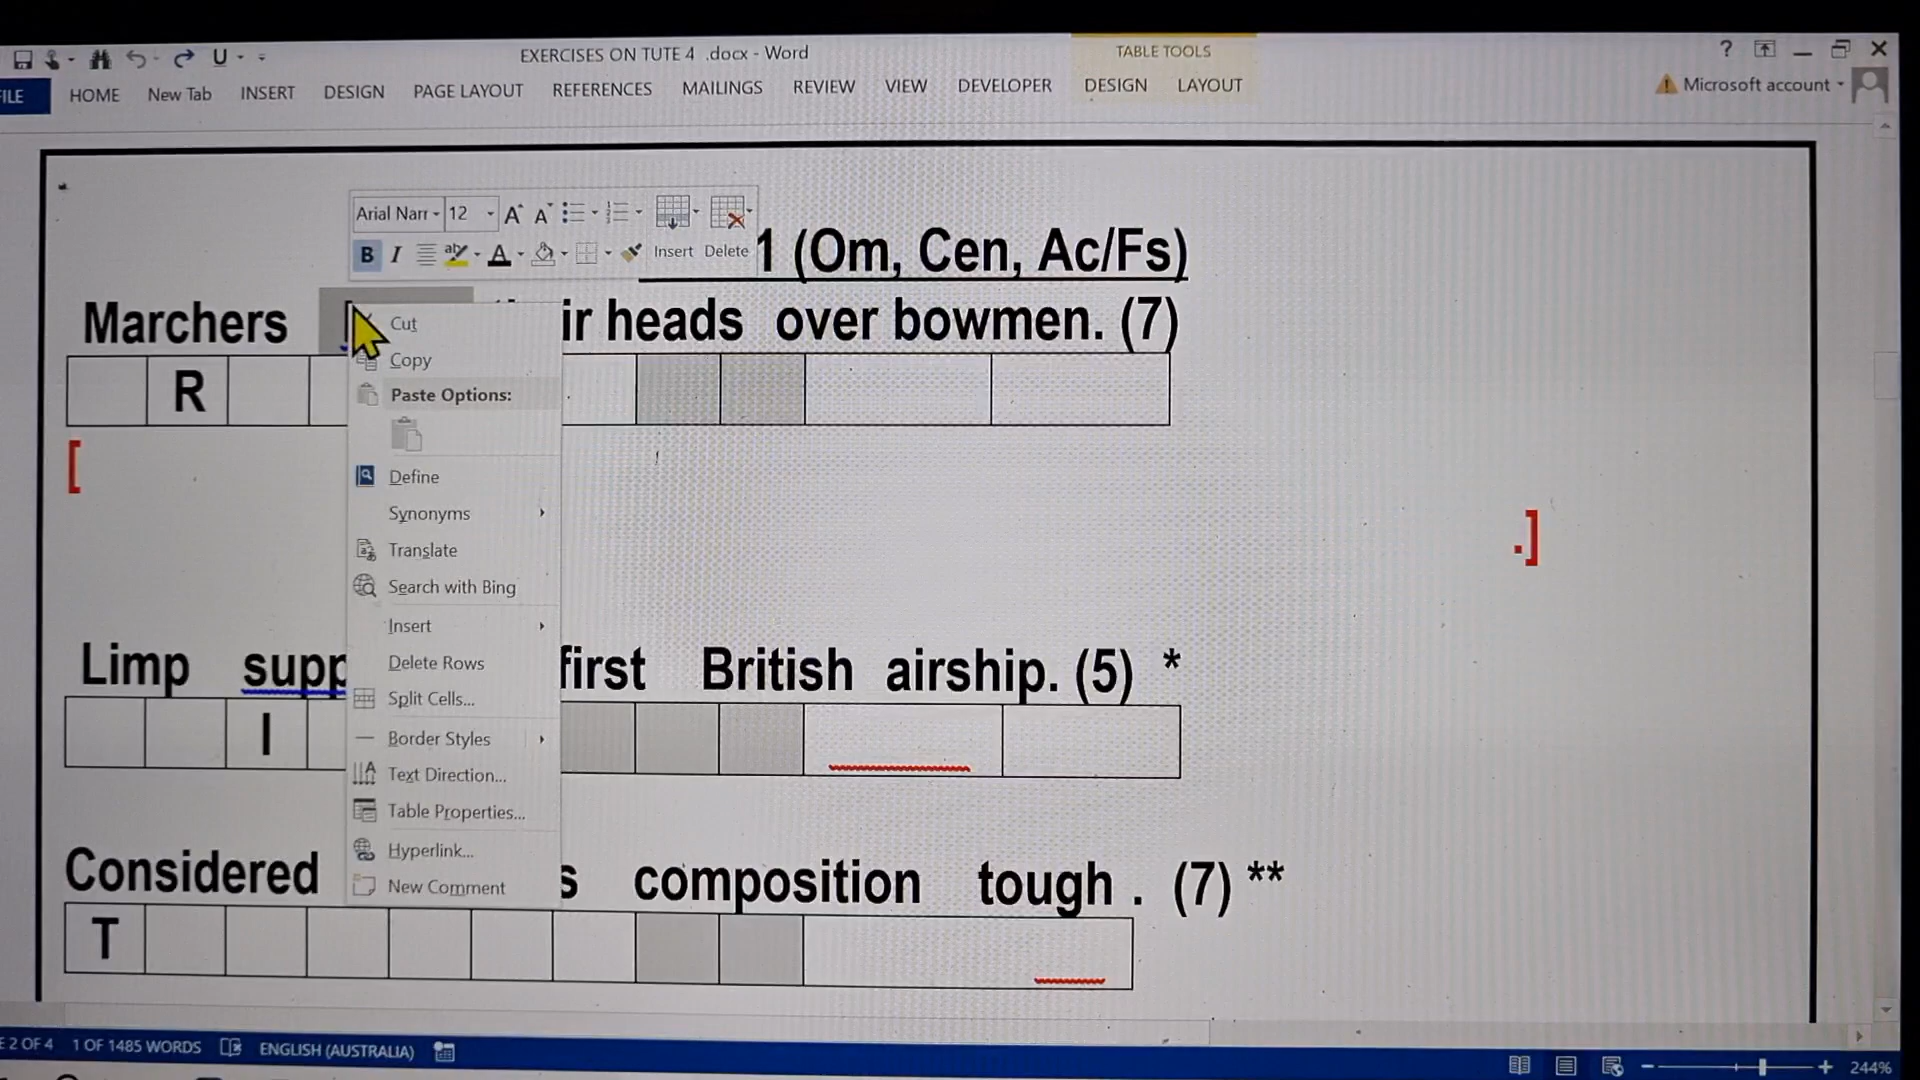 EXERCISES ON TUTE 4 .docx - Word
TABLE TOOLS
FILE HOME New Tab INSERT DESIGN PAGE LAYOUT REFERENCES MAILINGS REVIEW VIEW DEVELOPER DESIGN LAYOUT Microsoft account
Arial Narr 12
Insert Delete
1 (Om, Cen, Ac/Fs)
Marchers ir heads over bowmen. (7)
R
[
.]
Cut
Copy
Paste Options:
Define
Synonyms
Translate
Search with Bing
Insert
Delete Rows
Split Cells...
Border Styles
Text Direction...
Table Properties...
Hyperlink...
New Comment
Limp supp first British airship. (5) *
I
Considered s composition tough . (7) **
T
E 2 OF 4 1 OF 1485 WORDS ENGLISH (AUSTRALIA) 244%